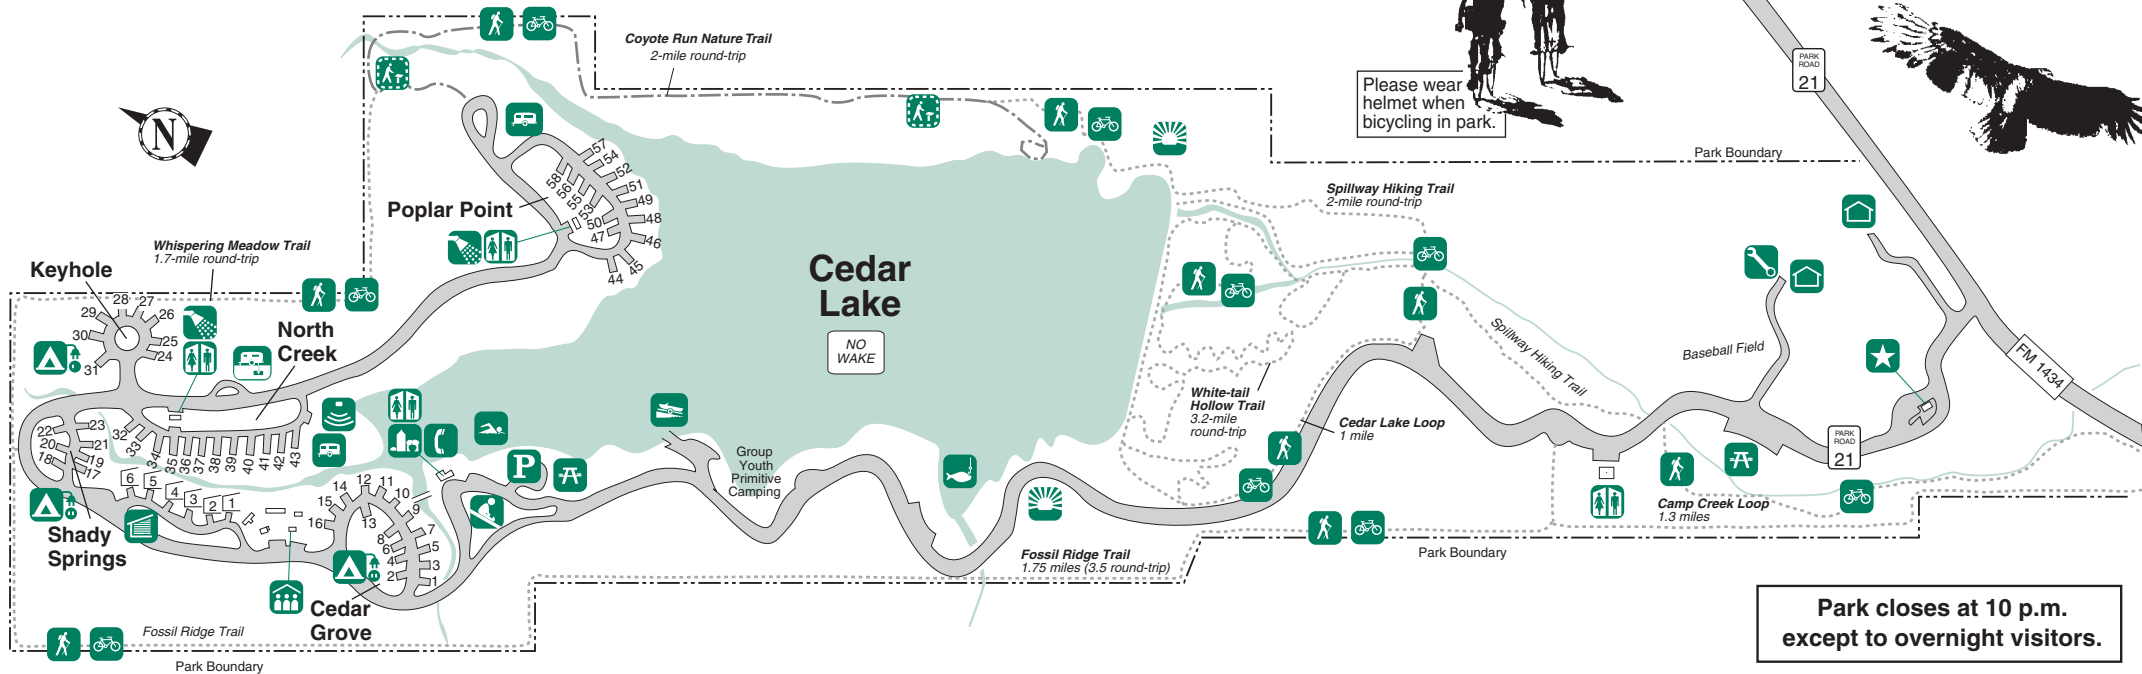 Coyote Run Nature Trail
2-mile round-trip
Please wear
helmet when
bicycling in park.
PARK
ROAD
21
N
57
54
52
51
49
48
46
45
44
58
56
55
53
50
47
Poplar Point
Park Boundary
Spillway Hiking Trail
2-mile round-trip
Whispering Meadow Trail
1.7-mile round-trip
Keyhole
28
27
29
26
30
25
24
31
North
Creek
Cedar
Lake
NO
WAKE
Spillway Hiking Trail
Baseball Field
FM 1434
White-tail
Hollow Trail
3.2-mile
round-trip
Cedar Lake Loop
1 mile
PARK
ROAD
21
22
23
20
21
18
19
17
32
33
34
35
36
37
38
39
40
41
42
43
6
5
4
3
2
1
P
Group
Youth
Primitive
Camping
14
12
11
15
10
16
13
9
8
7
6
5
4
3
2
1
Shady
Springs
Camp Creek Loop
1.3 miles
Fossil Ridge Trail
1.75 miles (3.5 round-trip)
Park Boundary
Cedar
Grove
Fossil Ridge Trail
Park Boundary
Park closes at 10 p.m.
except to overnight visitors.